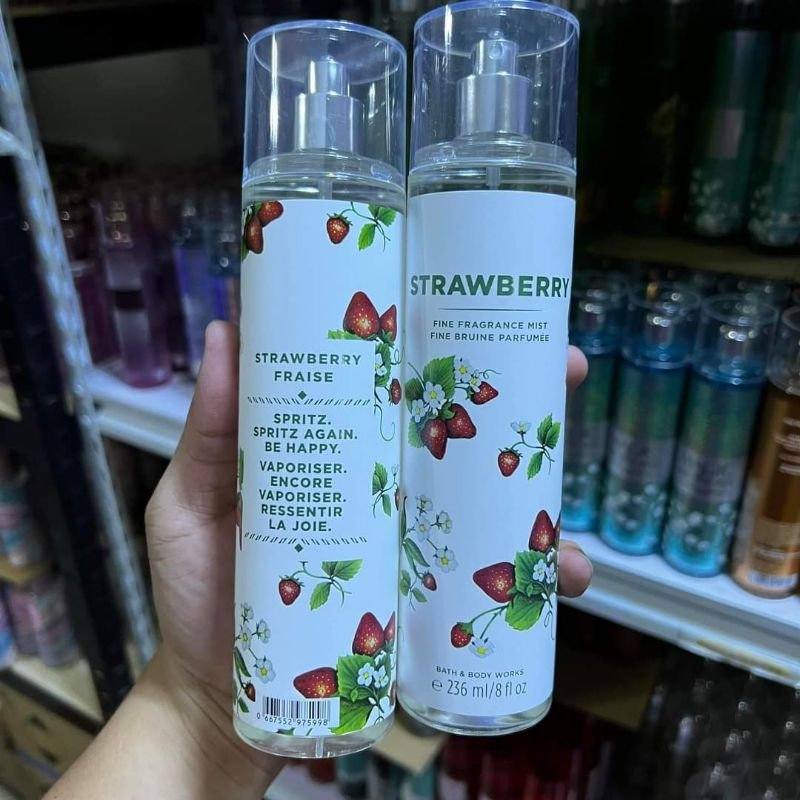 STRAWBERRY
FRAISE
SPRITZ.
SPRITZ AGAIN.
BE HAPPY.
VAPORISER.
ENCORE
VAPORISER.
RESSENTIR
LA JOIE.
0 667552 975998
STRAWBERRY
FINE FRAGRANCE MIST
FINE BRUINE PARFUMÉE
BATH & BODY WORKS
℮ 236 ml/8 fl oz